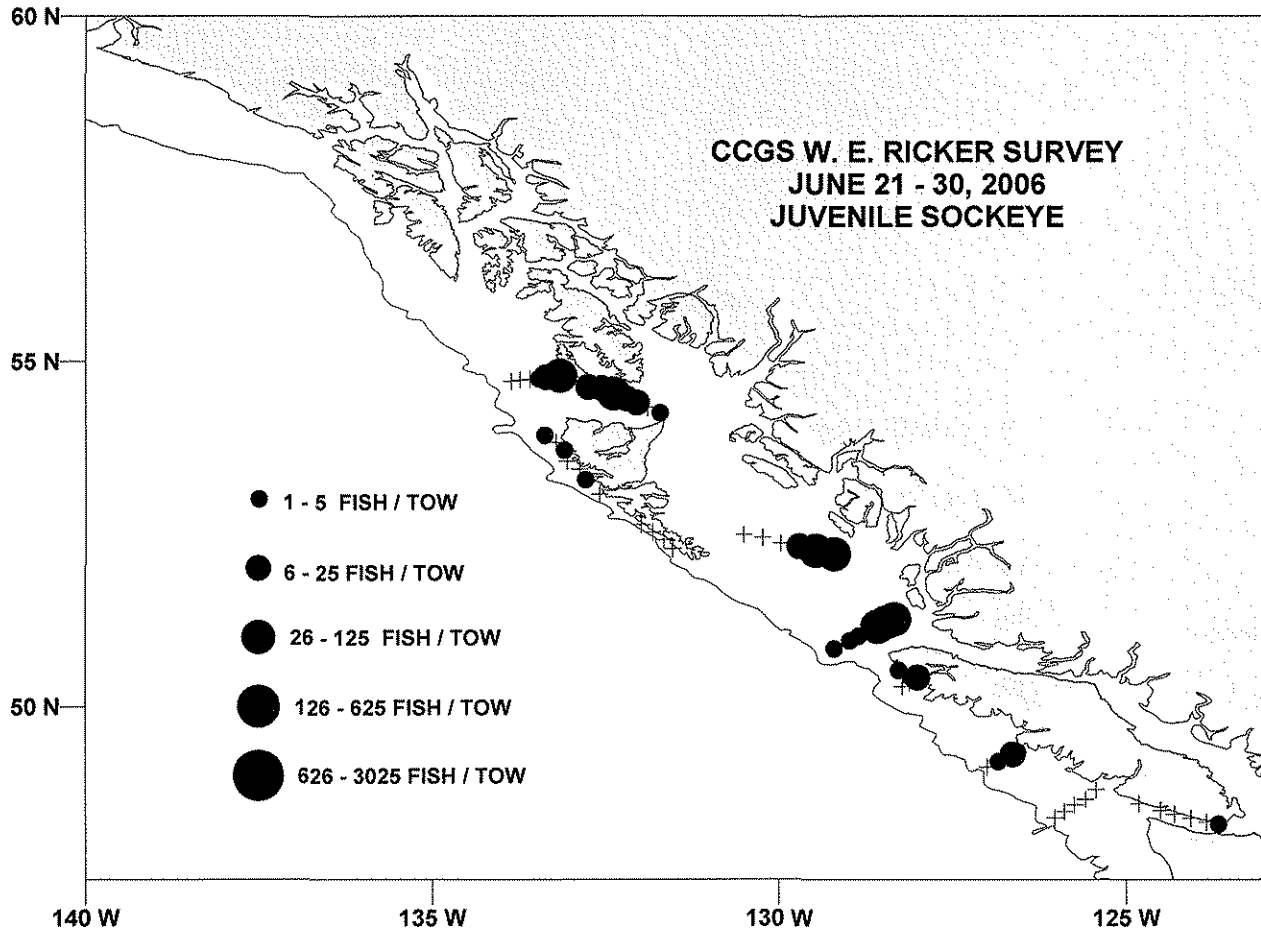 60 N
CCGS W. E. RICKER SURVEY
JUNE 21 - 30, 2006
JUVENILE SOCKEYE
55 N
1 - 5 FISH / TOW
6 - 25 FISH / TOW
26 - 125 FISH / TOW
126 - 625 FISH / TOW
626 - 3025 FISH / TOW
50 N
140 W
135 W
130 W
125 W